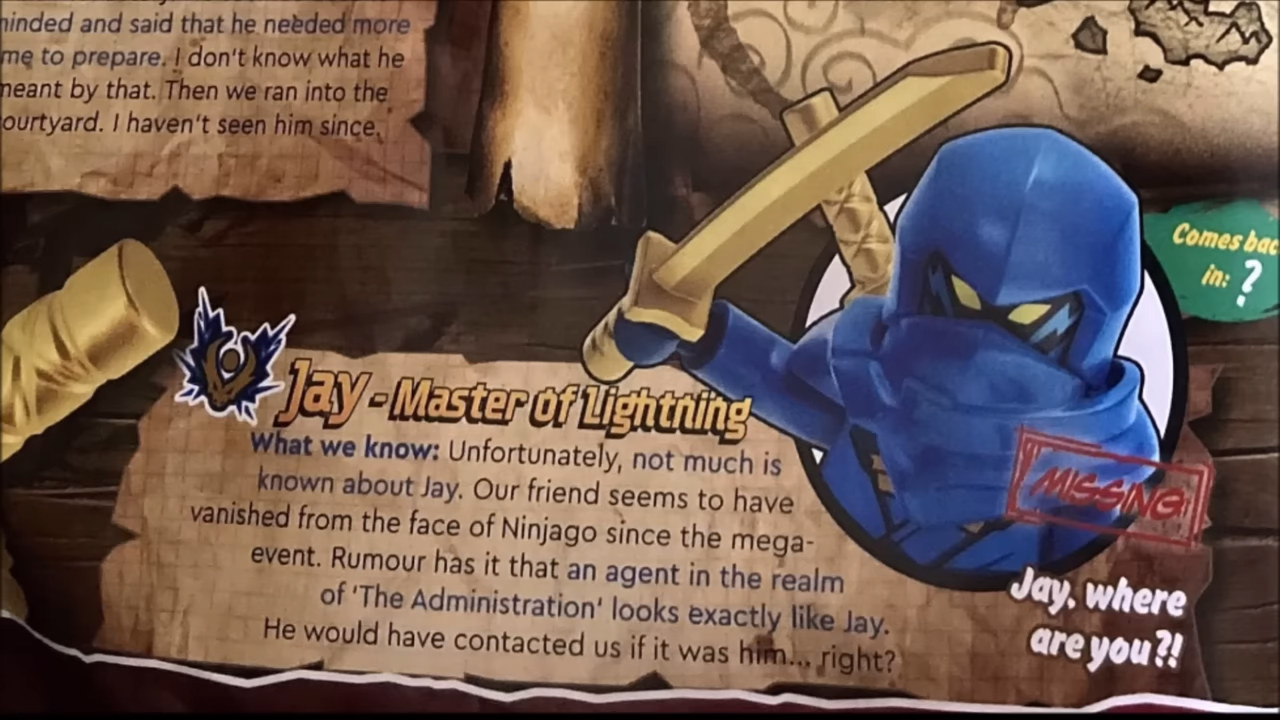 minded and said that he needed more
me to prepare. I don't know what he
meant by that. Then we ran into the
ourtyard. I haven't seen him since.
Comes bac
in: ?
Jay - Master of Lightning
What we know: Unfortunately, not much is
known about Jay. Our friend seems to have
vanished from the face of Ninjago since the mega-
event. Rumour has it that an agent in the realm
of 'The Administration' looks exactly like Jay.
He would have contacted us if it was him... right?
MISSING!
Jay, where
are you?!